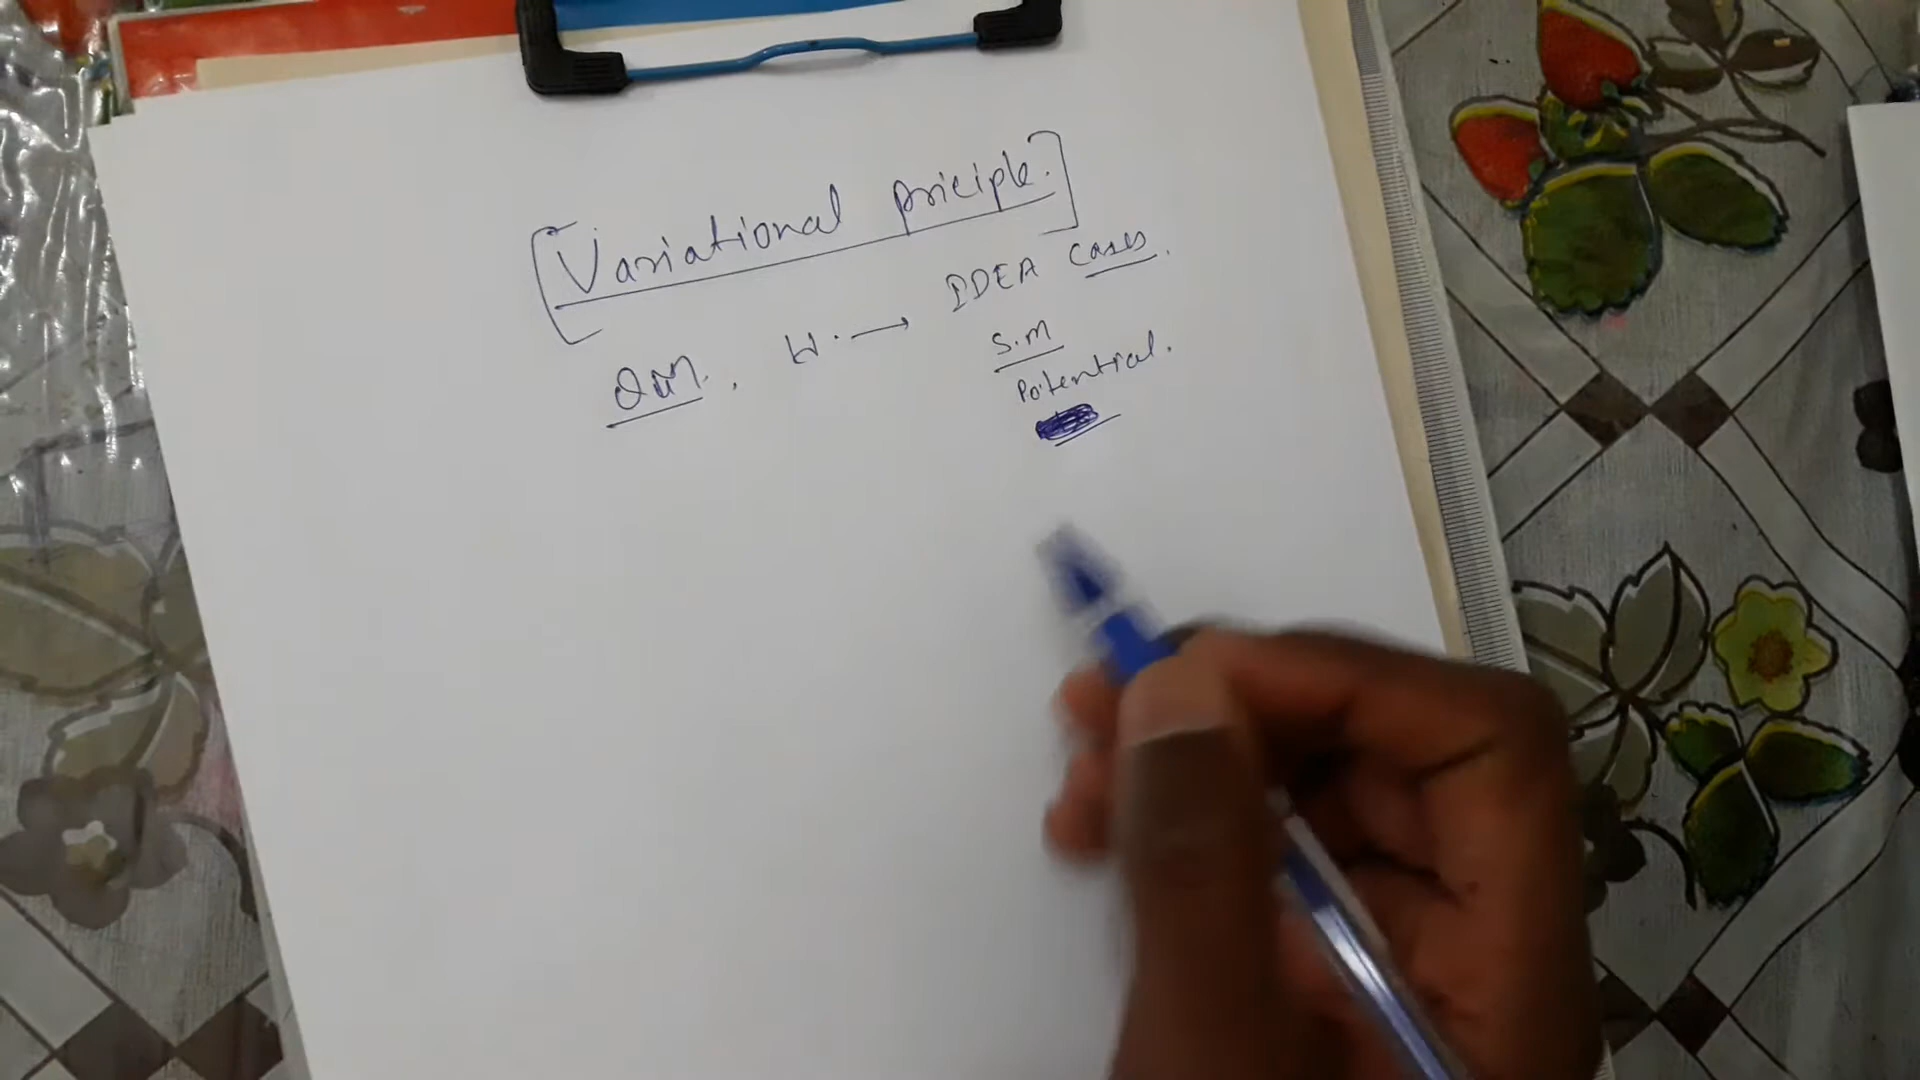 Variational priciple.
QM. , H. → IDEA Cases.
S.M
Potential.